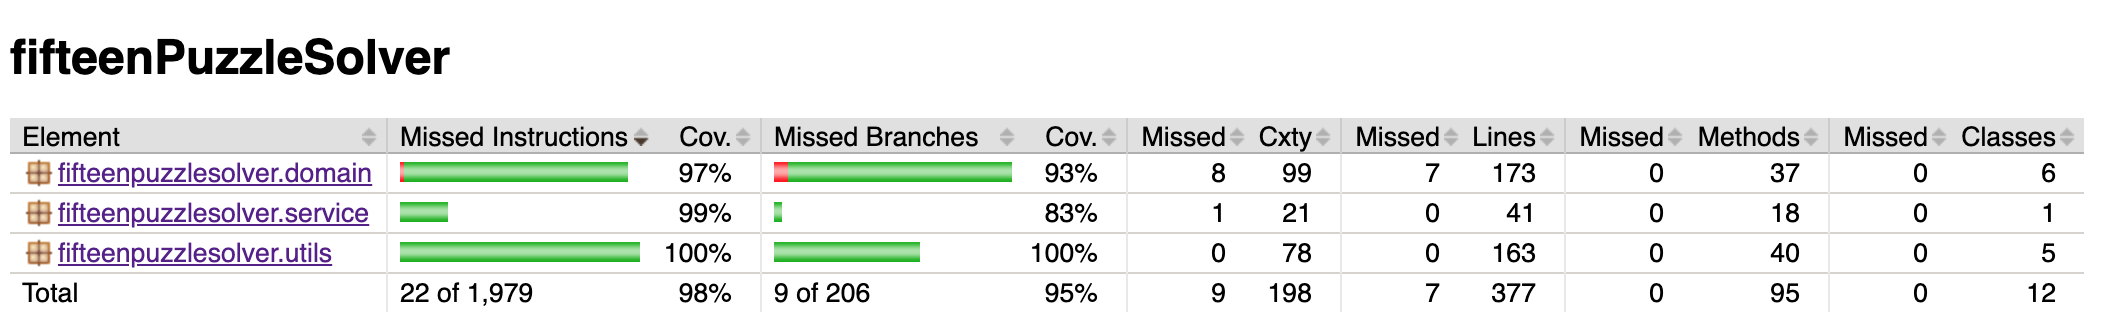 fifteenPuzzleSolver
Element Missed Instructions Cov. Missed Branches Cov. Missed Cxty Missed Lines Missed Methods Missed Classes
fifteenpuzzlesolver.domain 97% 93% 8 99 7 173 0 37 0 6
fifteenpuzzlesolver.service 99% 83% 1 21 0 41 0 18 0 1
fifteenpuzzlesolver.utils 100% 100% 0 78 0 163 0 40 0 5
Total 22 of 1,979 98% 9 of 206 95% 9 198 7 377 0 95 0 12